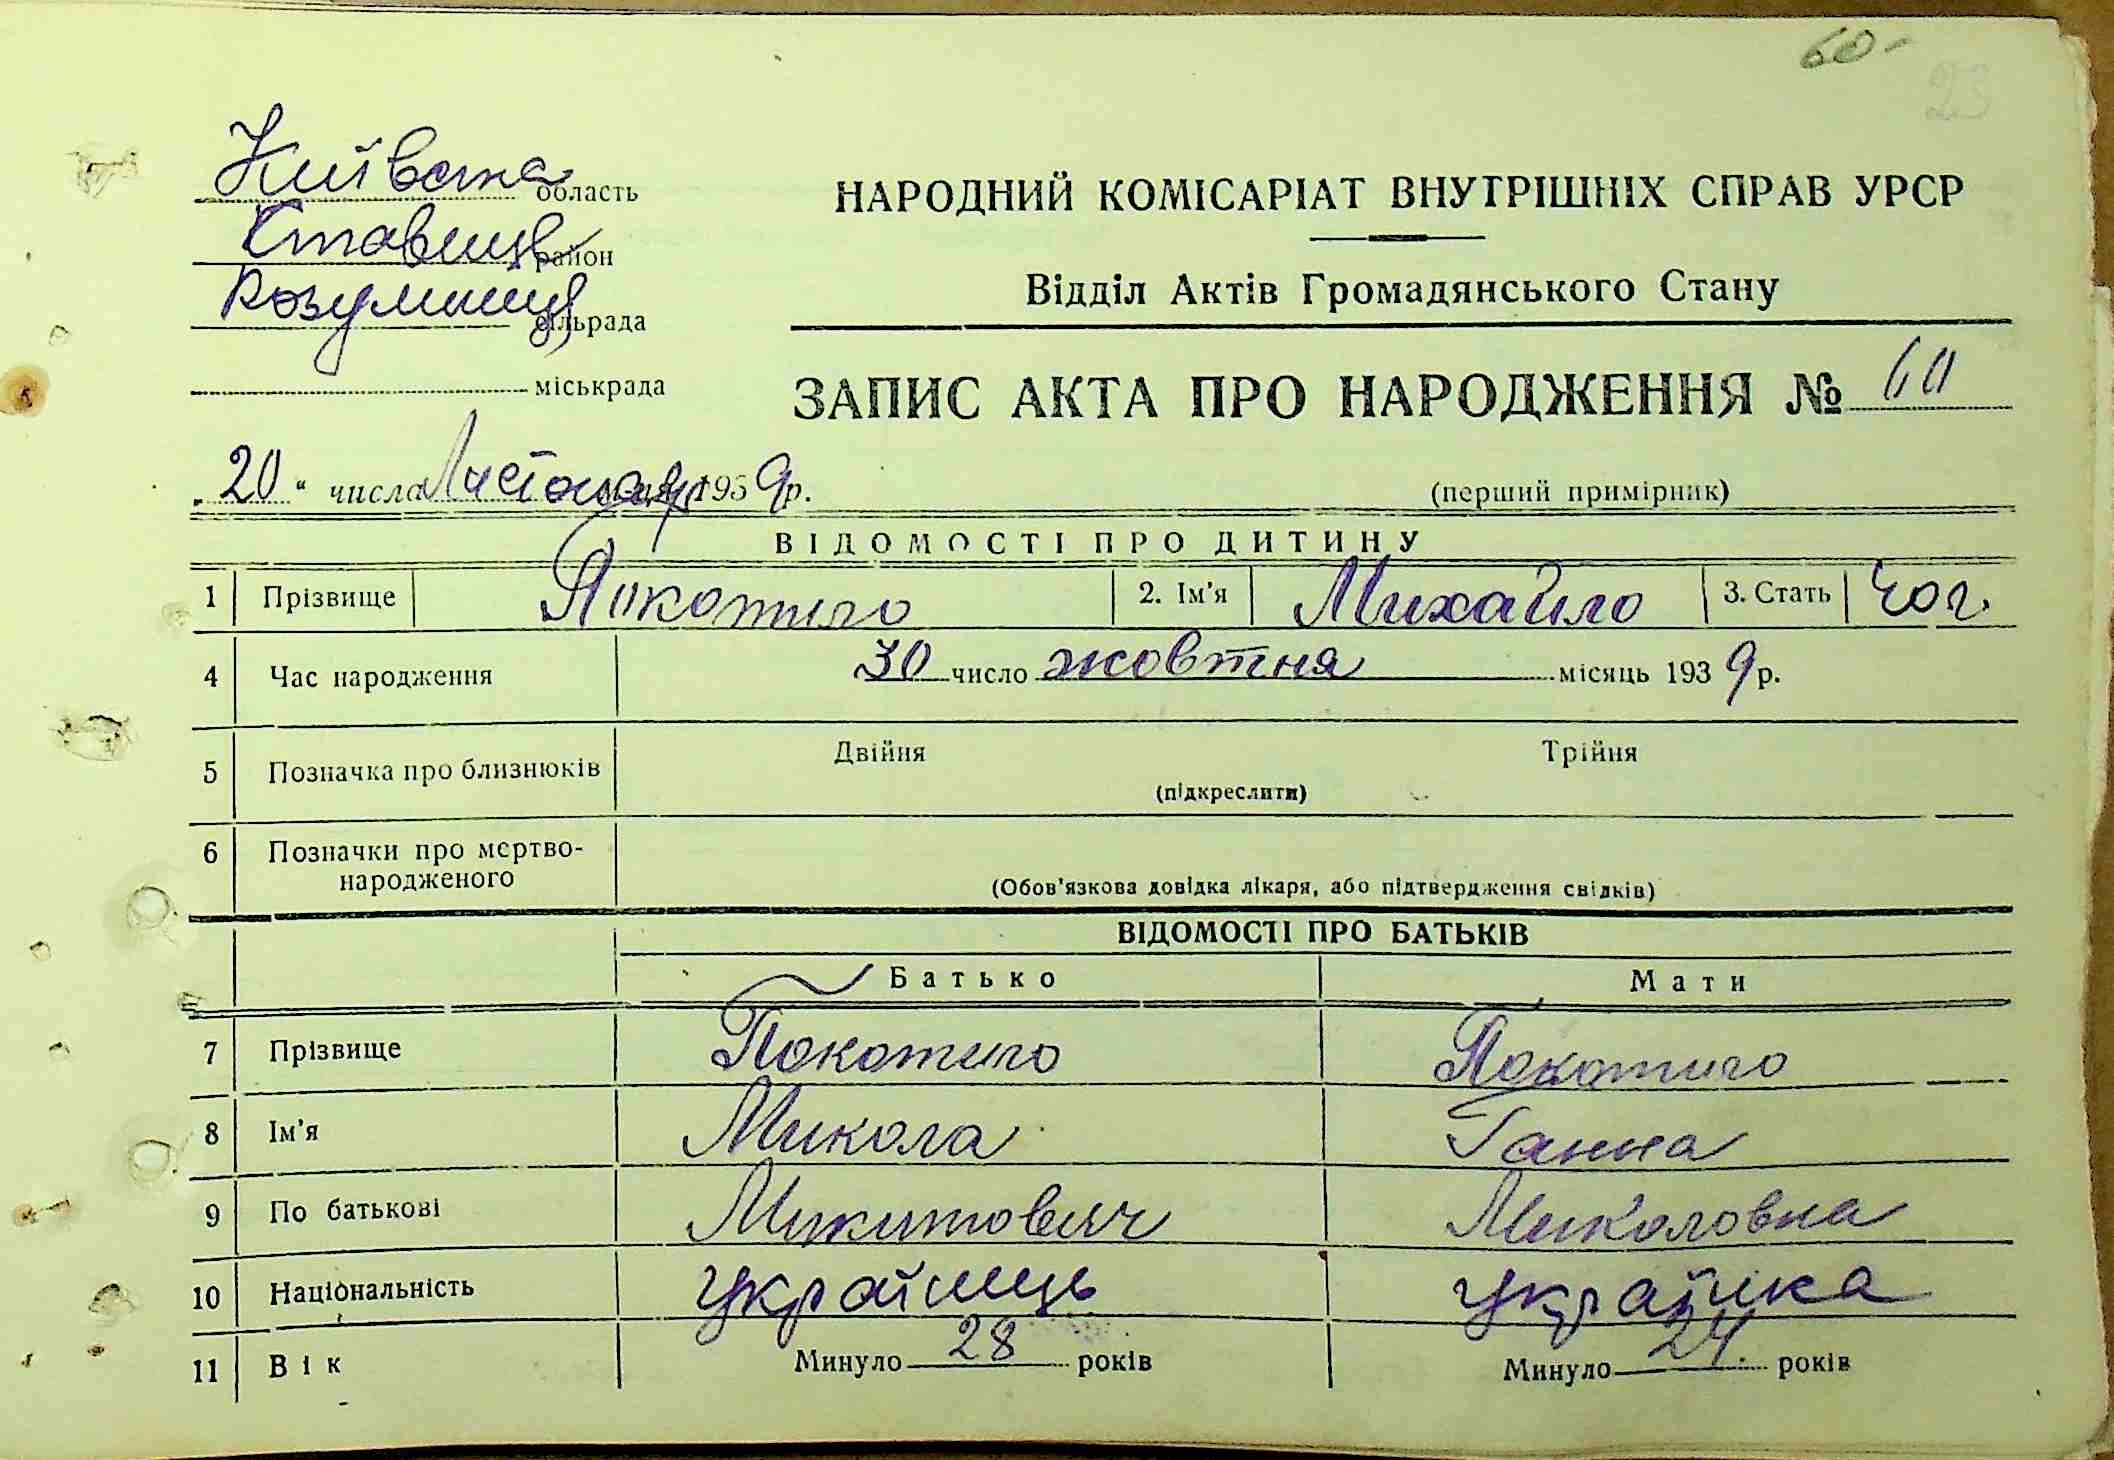 60-
23
Київська область
Ставищ. район
Розумниц. сільрада
міськрада
НАРОДНИЙ КОМІСАРІАТ ВНУТРІШНІХ СПРАВ УРСР
Відділ Актів Громадянського Стану
ЗАПИС АКТА ПРО НАРОДЖЕННЯ № 60
„20“ числа Листопад 1939 р.
(перший примірник)
ВІДОМОСТІ ПРО ДИТИНУ
1 Прізвище Покотило 2. Ім'я Михайло 3. Стать чол.
4 Час народження 30 число жовтня місяць 1939 р.
5 Позначка про близнюків Двійня Трійня
(підкреслити)
6 Позначки про мертво-
народженого
(Обов'язкова довідка лікаря, або підтвердження свідків)
ВІДОМОСТІ ПРО БАТЬКІВ
Батько Мати
7 Прізвище Покотило Покотило
8 Ім'я Микола Ганна
9 По батькові Микитович Миколовна
10 Національність Українець Українка
11 Вік Минуло 28 років Минуло 24. років